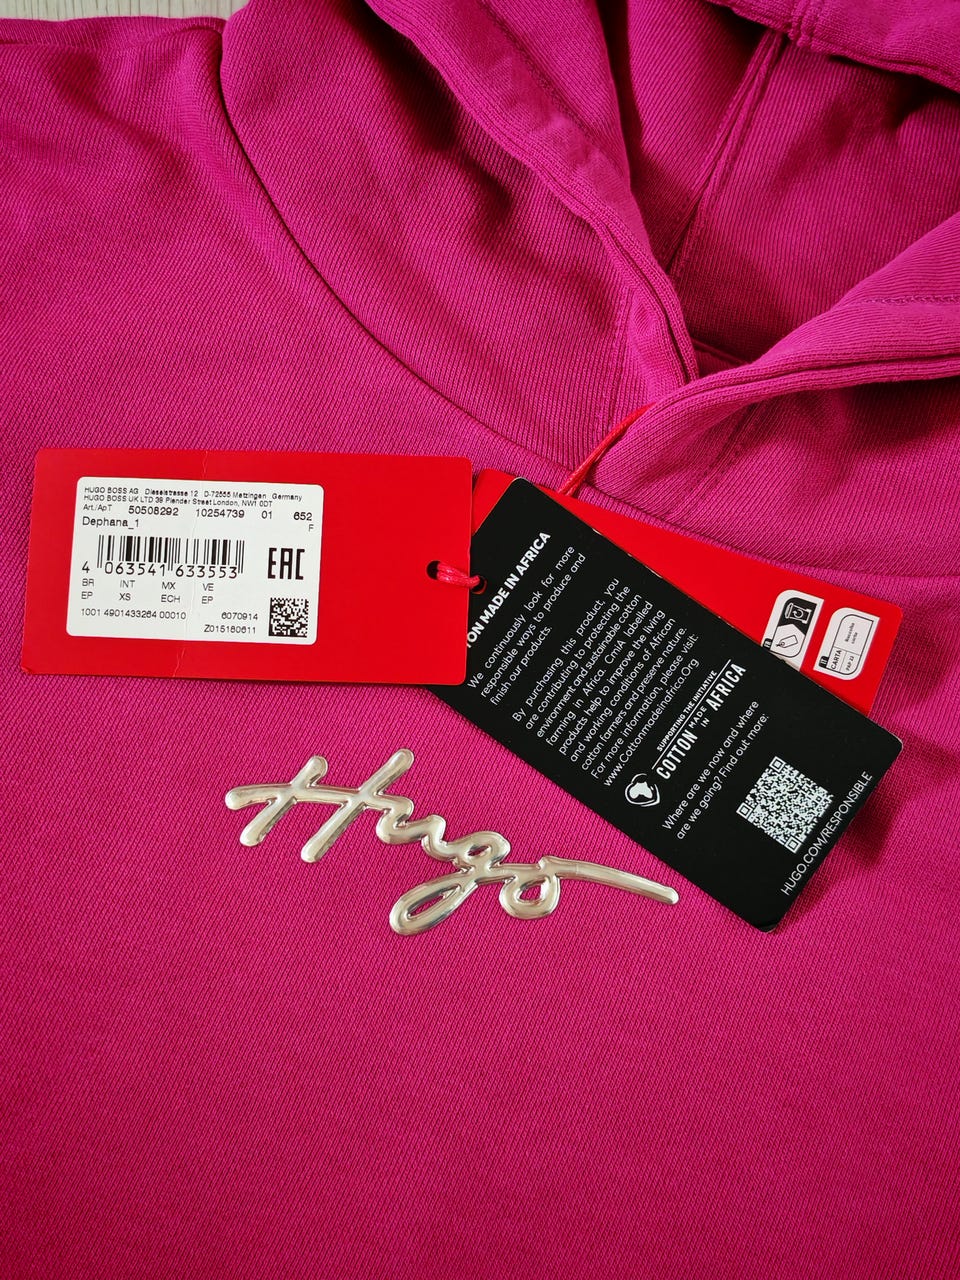 HUGO BOSS AG Dieselstrasse 12 D-72555 Metzingen Germany
HUGO BOSS UK LTD 39 Plender Street London, NW1 0DT
Art./ApT 50508292 10254739 01 652
Dephana_1 F
4 063541 633553
EAC
BR INT MX VE
EP XS ECH EP
1001 4901433264 00010 6070914
Z015160611
TON MADE IN AFRICA
We continuously look for more
responsible ways to produce and
finish our products.
By purchasing this product, you
are contributing to protecting the
environment and sustainable cotton
farming in Africa. CmiA labelled
products help to improve the living
and working conditions of African
cotton farmers and preserve nature.
For more information, please visit:
www.Cottonmadeinafrica.Org
SUPPORTING THE INITIATIVE
COTTON MADE IN AFRICA
Where are we now and where
are we going? Find out more:
HUGO.COM/RESPONSIBLE
CARTA
PAP 22
Raccolta
carta
Hugo